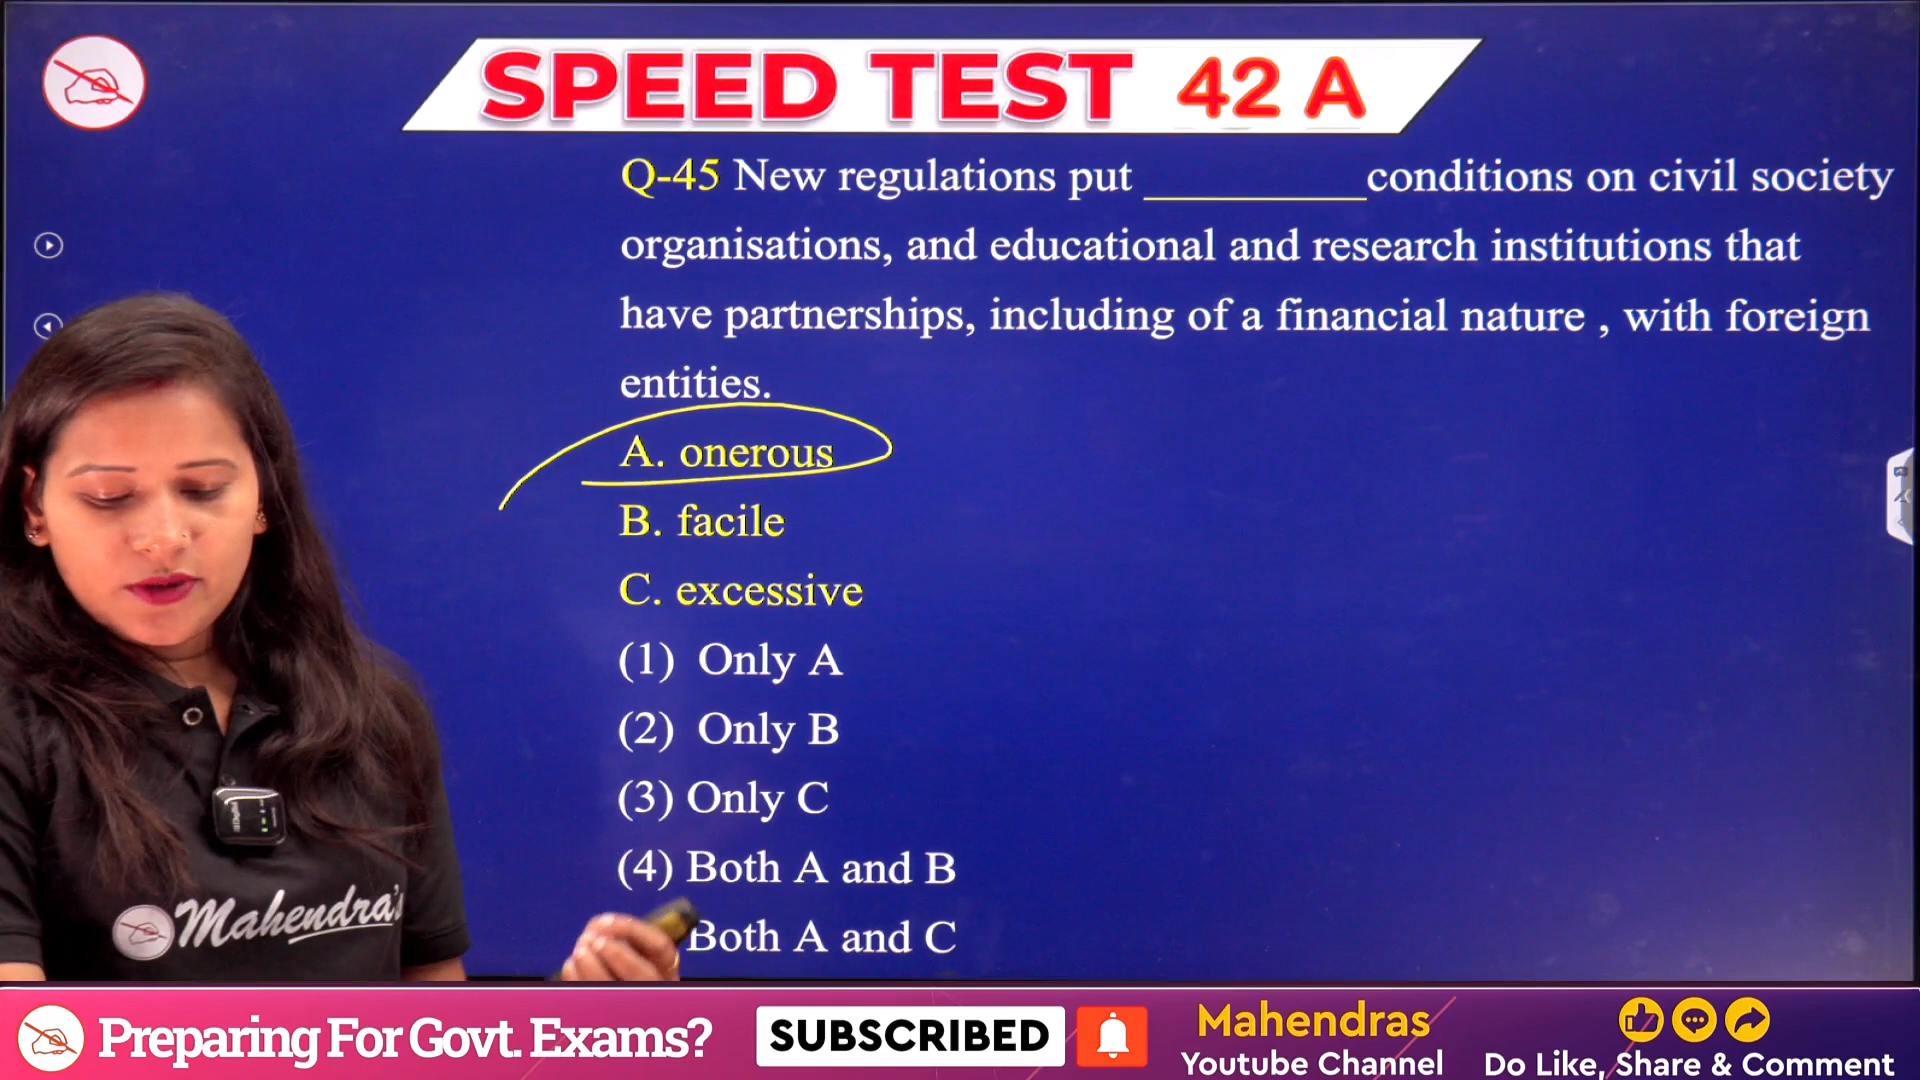 SPEED TEST 42 A
Q-45 New regulations put __________ conditions on civil society
organisations, and educational and research institutions that
have partnerships, including of a financial nature , with foreign
entities.
A. onerous
B. facile
C. excessive
(1) Only A
(2) Only B
(3) Only C
(4) Both A and B
Both A and C
Mahendra's
Preparing For Govt. Exams?
SUBSCRIBED
Mahendras
Youtube Channel
Do Like, Share & Comment